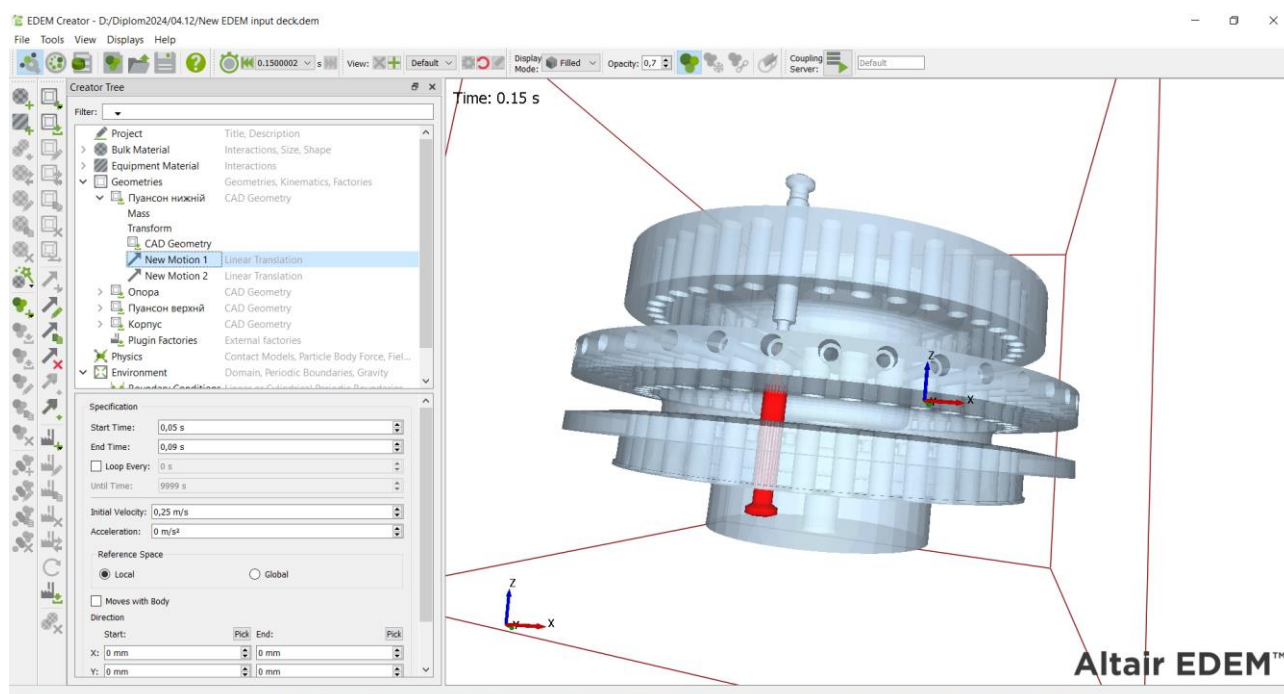 EDEM Creator - D:/Diplom2024/04.12/New EDEM input deck.dem
File Tools View Displays Help
0.1500002 s View: Default Display Mode: Filled Opacity: 0,7 Coupling Server: Default
Creator Tree
Filter:
Project Title, Description
Bulk Material Interactions, Size, Shape
Equipment Material Interactions
Geometries Geometries, Kinematics, Factories
Пуансон нижній CAD Geometry
Mass
Transform
CAD Geometry
New Motion 1 Linear Translation
New Motion 2 Linear Translation
Опора CAD Geometry
Пуансон верхній CAD Geometry
Корпус CAD Geometry
Plugin Factories External factories
Physics Contact Models, Particle Body Force, Fiel...
Environment Domain, Periodic Boundaries, Gravity
Boundary Conditions Linear or Cylindrical Periodic Boundaries
Specification
Start Time: 0,05 s
End Time: 0,09 s
Loop Every: 0 s
Until Time: 9999 s
Initial Velocity: 0,25 m/s
Acceleration: 0 m/s²
Reference Space
Local Global
Moves with Body
Direction
Start: Pick End: Pick
X: 0 mm 0 mm
Y: 0 mm 0 mm
Time: 0.15 s
Z
X
Z
X
Altair EDEM™